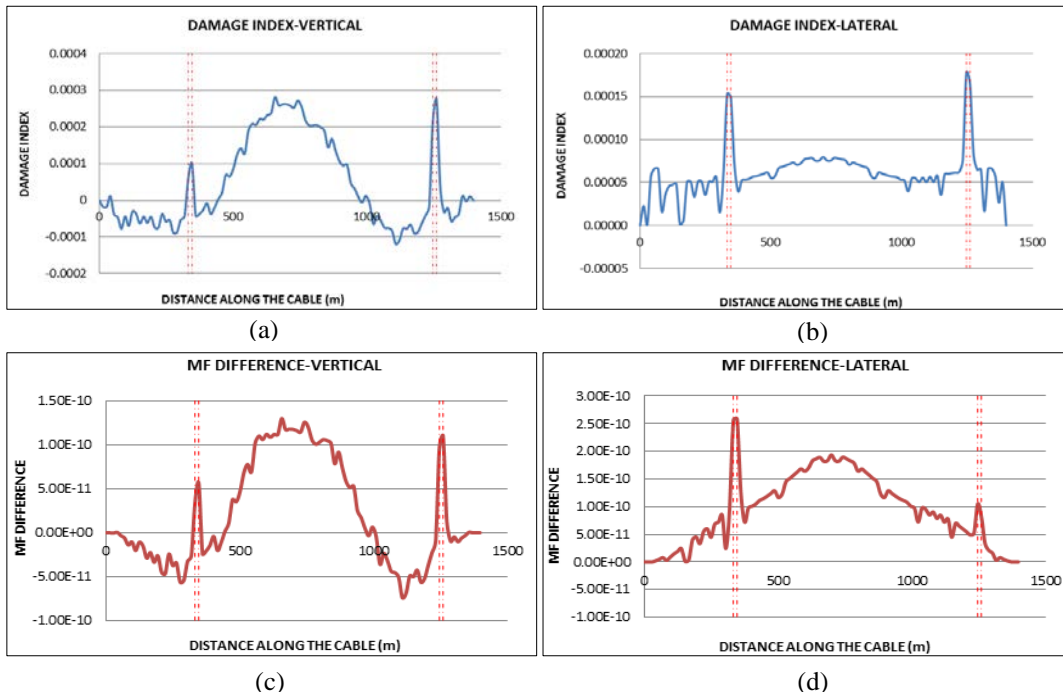 DAMAGE INDEX-VERTICAL
0.0004
0.0003
0.0002
0.0001
0
-0.0001
-0.0002
0
500
1000
1500
DAMAGE INDEX
DISTANCE ALONG THE CABLE (m)
(a)
DAMAGE INDEX-LATERAL
0.00020
0.00015
0.00010
0.00005
0.00000
-0.00005
0
500
1000
1500
DAMAGE INDEX
DISTANCE ALONG THE CABLE (m)
(b)
MF DIFFERENCE-VERTICAL
1.50E-10
1.00E-10
5.00E-11
0.00E+00
-5.00E-11
-1.00E-10
0
500
1000
1500
MF DIFFERENCE
DISTANCE ALONG THE CABLE (m)
(c)
MF DIFFERENCE-LATERAL
3.00E-10
2.50E-10
2.00E-10
1.50E-10
1.00E-10
5.00E-11
0.00E+00
-5.00E-11
-1.00E-10
0
500
1000
1500
MF DIFFERENCE
DISTANCE ALONG THE CABLE (m)
(d)